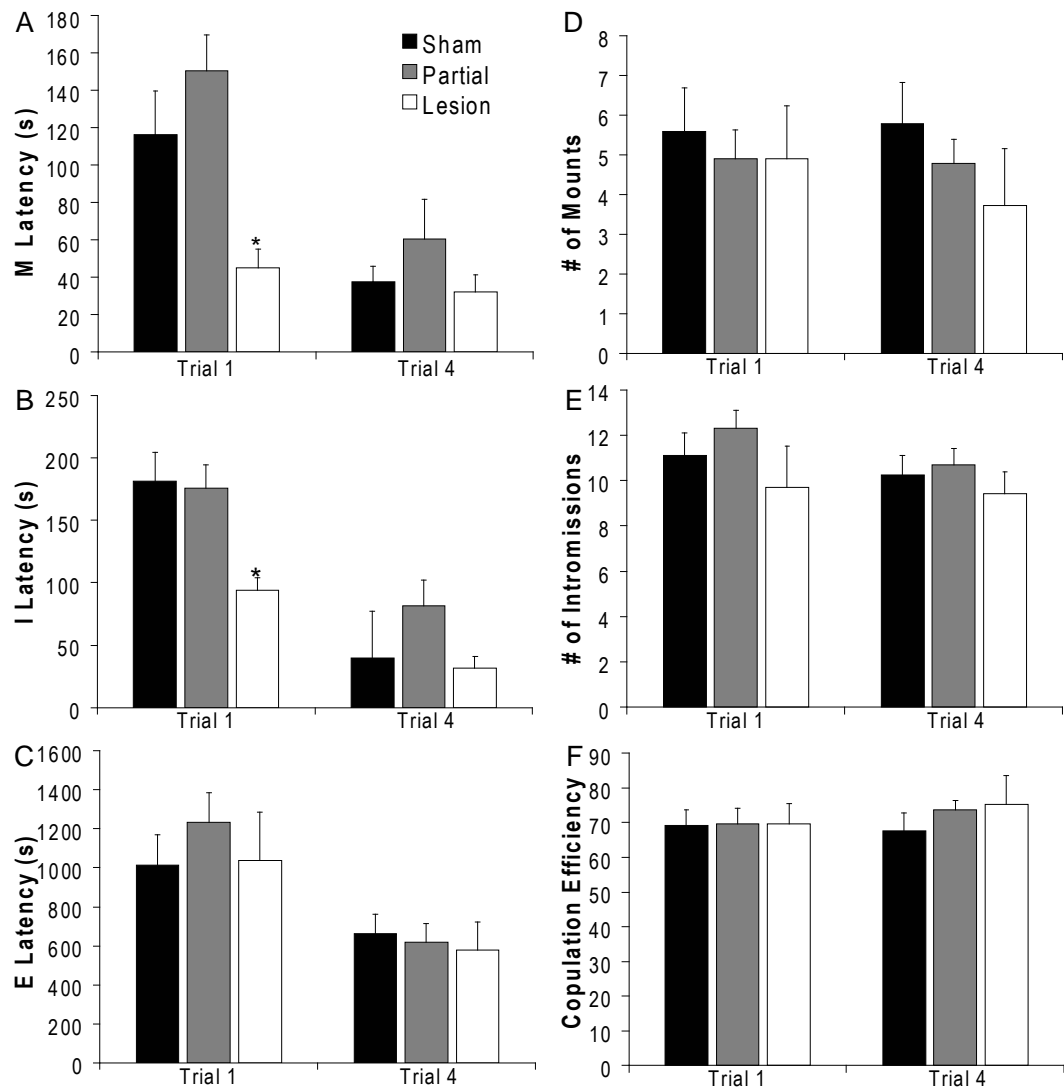 A
M Latency (s)
180
160
140
120
100
80
60
40
20
0
*
Sham
Partial
Lesion
Trial 1
Trial 4
B
I Latency (s)
250
200
150
100
50
0
*
Trial 1
Trial 4
C
E Latency (s)
1600
1400
1200
1000
800
600
400
200
0
Trial 1
Trial 4
D
# of Mounts
8
7
6
5
4
3
2
1
0
Trial 1
Trial 4
E
# of Intromissions
14
12
10
8
6
4
2
0
Trial 1
Trial 4
F
Copulation Efficiency
90
80
70
60
50
40
30
20
10
0
Trial 1
Trial 4